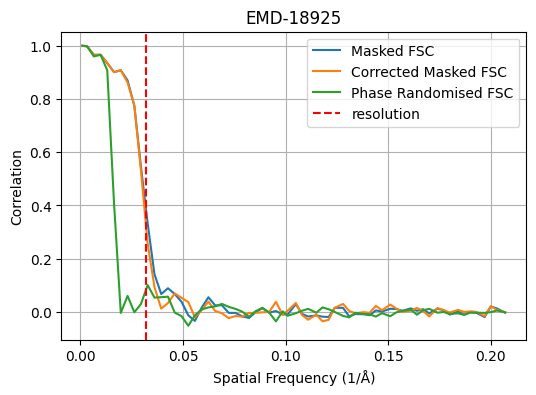 EMD-18925
Masked FSC
Corrected Masked FSC
Phase Randomised FSC
resolution
1.0
0.8
0.6
0.4
0.2
0.0
Correlation
0.00 0.05 0.10 0.15 0.20
Spatial Frequency (1/Å)